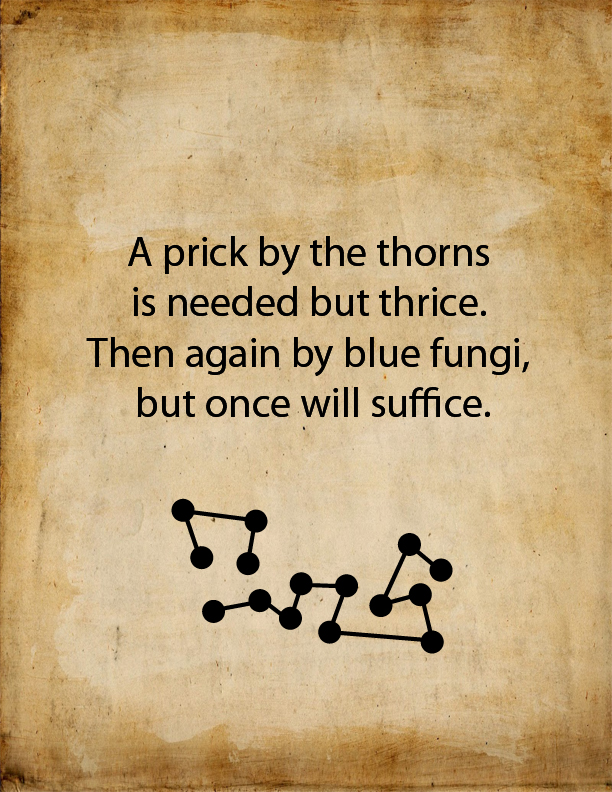 A prick by the thorns
is needed but thrice.
Then again by blue fungi,
but once will suffice.